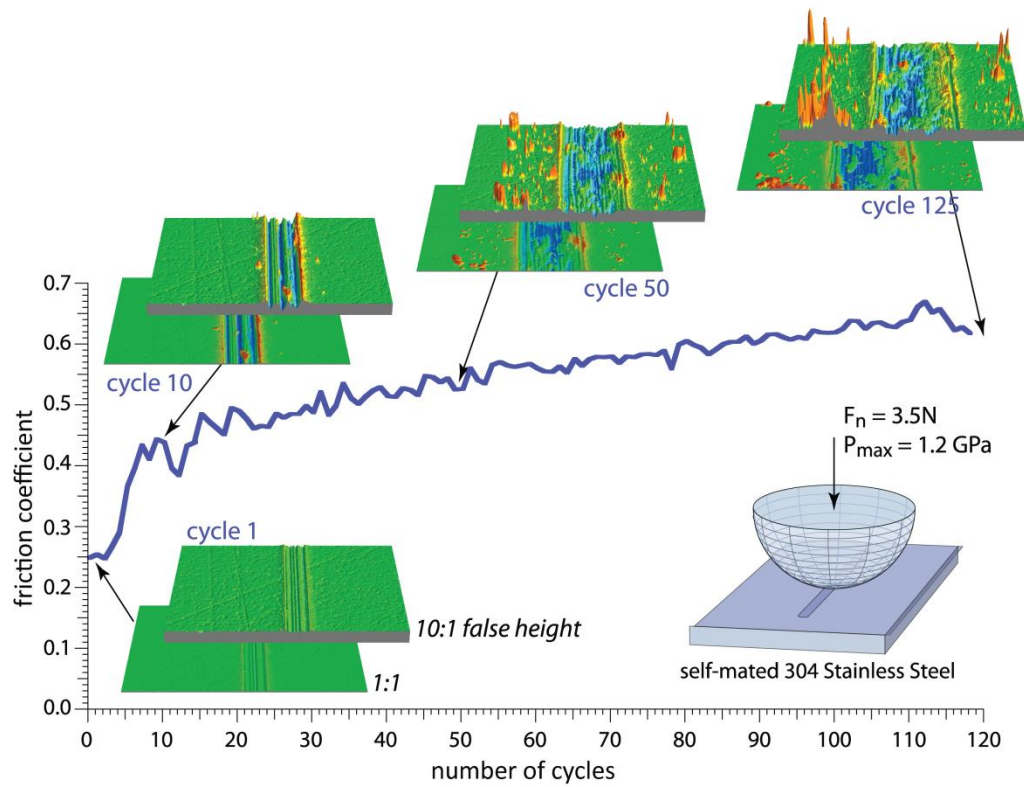 cycle 125
cycle 50
cycle 10
cycle 1
10:1 false height
1:1
F_n = 3.5N
P_max = 1.2 GPa
self-mated 304 Stainless Steel
friction coefficient
0.7
0.6
0.5
0.4
0.3
0.2
0.1
0.0
0 10 20 30 40 50 60 70 80 90 100 110 120
number of cycles